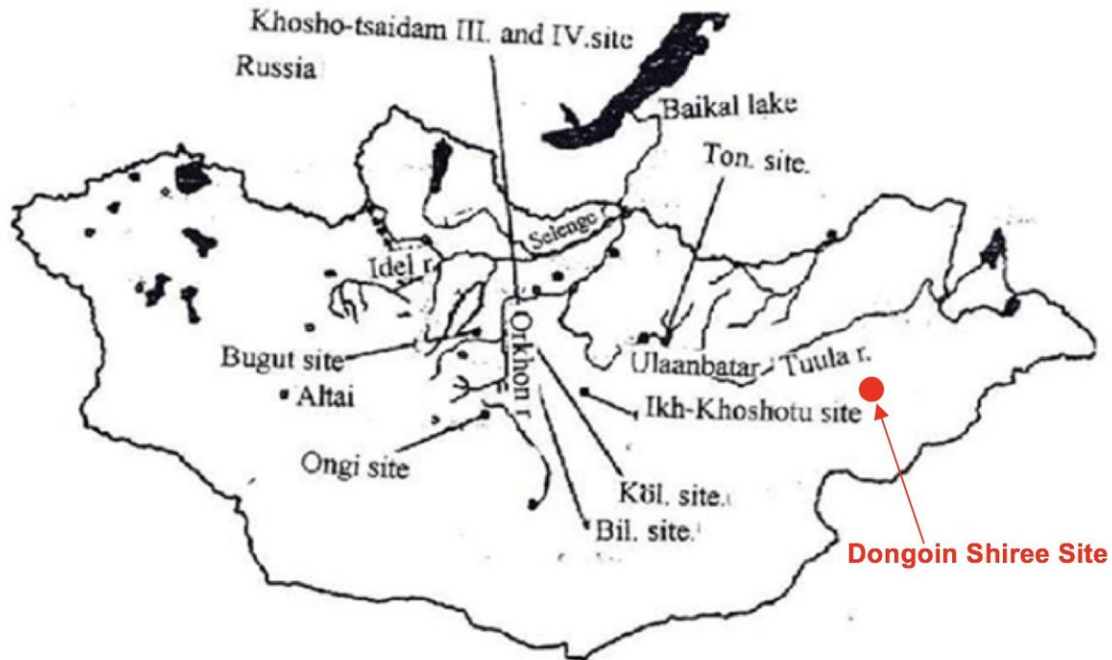 Khosho-tsaidam III. and IV.site
Russia
Baikal lake
Ton. site.
Selenge
Idel r.
Orkhon r
Bugut site
Ulaanbatar
Tuula r.
Altai
Ikh-Khoshotu site
Ongi site
Köl. site.
Bil. site.
Dongoin Shiree Site